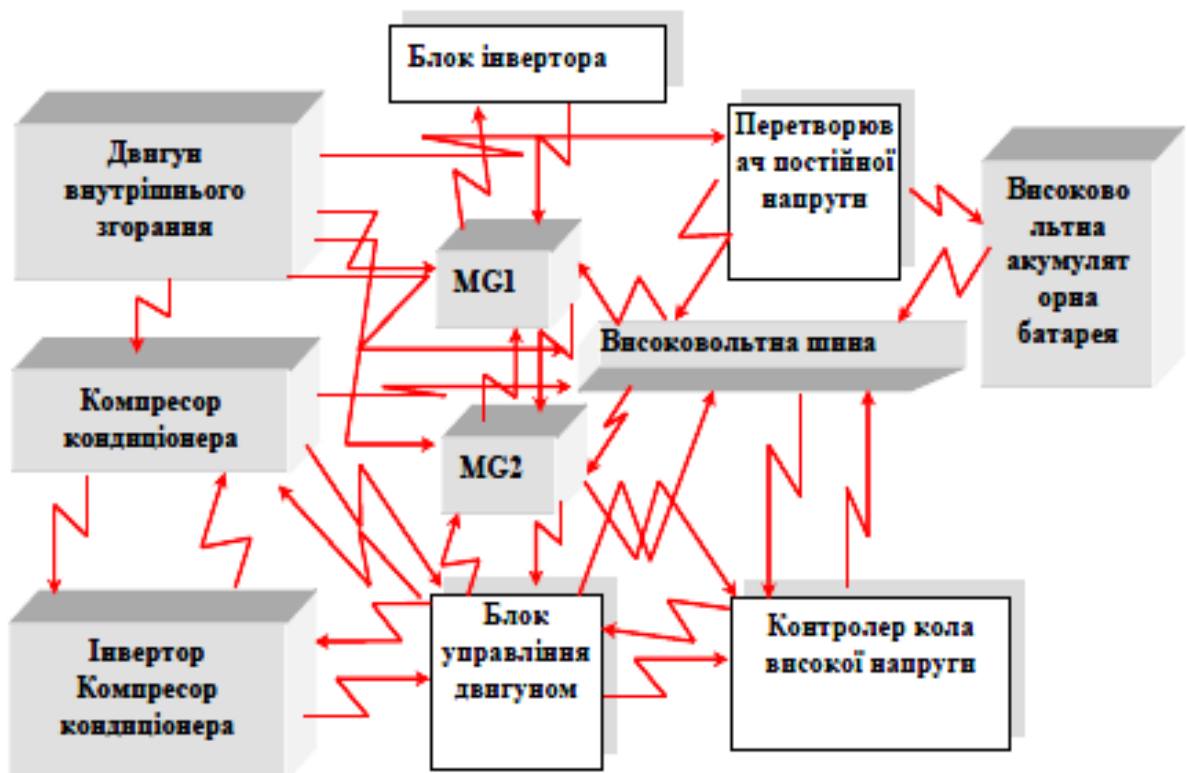 Блок інвертора
Двигун
внутрішнього
згорання
Перетворюв
ач постійної
напруги
Високово
льтна
акумулят
орна
батарея
MG1
Високовольтна шина
Компресор
кондиціонера
MG2
Інвертор
Компресор
кондиціонера
Блок
управління
двигуном
Контролер кола
високої напруги